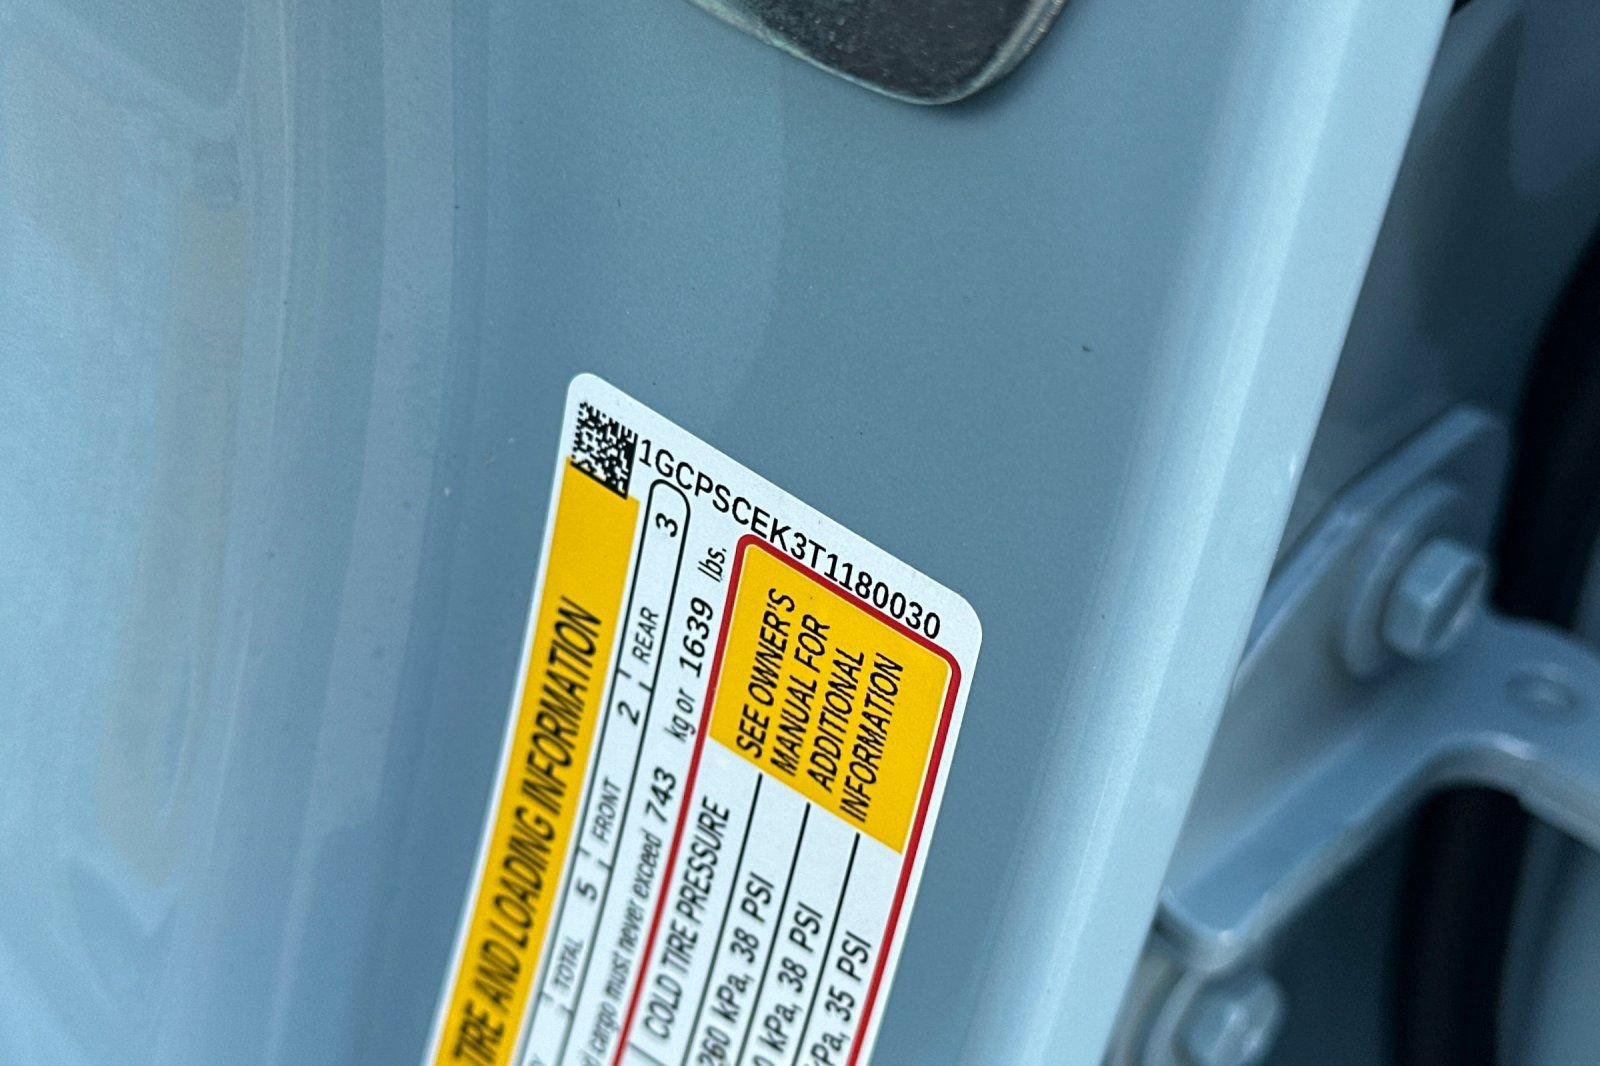 1GCPSCEK3T1180030
TIRE AND LOADING INFORMATION
TOTAL 5 FRONT 2 REAR 3
cargo must never exceed 743 kg or 1639 lbs.
COLD TIRE PRESSURE
260 kPa, 38 PSI
kPa, 38 PSI
kPa, 35 PSI
SEE OWNER'S
MANUAL FOR
ADDITIONAL
INFORMATION